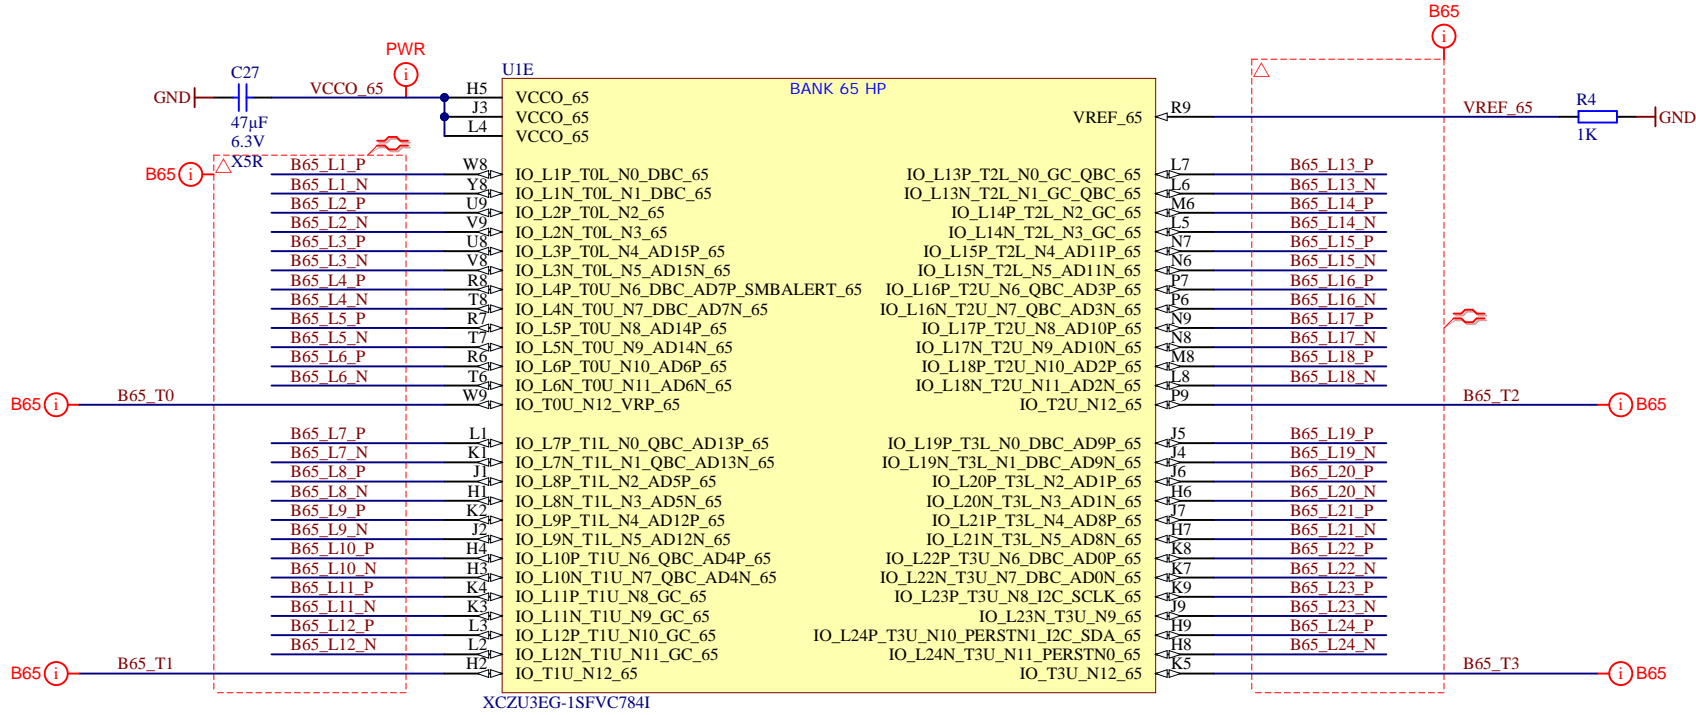 B65
i
PWR
i
U1E
BANK 65 HP
C27
GND
VCCO_65
47µF
6.3V
X5R
H5 VCCO_65
J3 VCCO_65
L4 VCCO_65
VREF_65 R9 VREF_65 R4 GND
1K
B65 i
B65_L1_P W8 IO_L1P_T0L_N0_DBC_65
B65_L1_N Y8 IO_L1N_T0L_N1_DBC_65
B65_L2_P U9 IO_L2P_T0L_N2_65
B65_L2_N V9 IO_L2N_T0L_N3_65
B65_L3_P U8 IO_L3P_T0L_N4_AD15P_65
B65_L3_N V8 IO_L3N_T0L_N5_AD15N_65
B65_L4_P R8 IO_L4P_T0U_N6_DBC_AD7P_SMBALERT_65
B65_L4_N T8 IO_L4N_T0U_N7_DBC_AD7N_65
B65_L5_P R7 IO_L5P_T0U_N8_AD14P_65
B65_L5_N T7 IO_L5N_T0U_N9_AD14N_65
B65_L6_P R6 IO_L6P_T0U_N10_AD6P_65
B65_L6_N T6 IO_L6N_T0U_N11_AD6N_65
B65 i B65_T0 W9 IO_T0U_N12_VRP_65
B65_L7_P L1 IO_L7P_T1L_N0_QBC_AD13P_65
B65_L7_N K1 IO_L7N_T1L_N1_QBC_AD13N_65
B65_L8_P J1 IO_L8P_T1L_N2_AD5P_65
B65_L8_N H1 IO_L8N_T1L_N3_AD5N_65
B65_L9_P K2 IO_L9P_T1L_N4_AD12P_65
B65_L9_N J2 IO_L9N_T1L_N5_AD12N_65
B65_L10_P H4 IO_L10P_T1U_N6_QBC_AD4P_65
B65_L10_N H3 IO_L10N_T1U_N7_QBC_AD4N_65
B65_L11_P K4 IO_L11P_T1U_N8_GC_65
B65_L11_N K3 IO_L11N_T1U_N9_GC_65
B65_L12_P L3 IO_L12P_T1U_N10_GC_65
B65_L12_N L2 IO_L12N_T1U_N11_GC_65
B65 i B65_T1 H2 IO_T1U_N12_65
IO_L13P_T2L_N0_GC_QBC_65 L7 B65_L13_P
IO_L13N_T2L_N1_GC_QBC_65 L6 B65_L13_N
IO_L14P_T2L_N2_GC_65 M6 B65_L14_P
IO_L14N_T2L_N3_GC_65 L5 B65_L14_N
IO_L15P_T2L_N4_AD11P_65 N7 B65_L15_P
IO_L15N_T2L_N5_AD11N_65 N6 B65_L15_N
IO_L16P_T2U_N6_QBC_AD3P_65 P7 B65_L16_P
IO_L16N_T2U_N7_QBC_AD3N_65 P6 B65_L16_N
IO_L17P_T2U_N8_AD10P_65 N9 B65_L17_P
IO_L17N_T2U_N9_AD10N_65 N8 B65_L17_N
IO_L18P_T2U_N10_AD2P_65 M8 B65_L18_P
IO_L18N_T2U_N11_AD2N_65 L8 B65_L18_N
IO_T2U_N12_65 P9 B65_T2 i B65
IO_L19P_T3L_N0_DBC_AD9P_65 J5 B65_L19_P
IO_L19N_T3L_N1_DBC_AD9N_65 J4 B65_L19_N
IO_L20P_T3L_N2_AD1P_65 J6 B65_L20_P
IO_L20N_T3L_N3_AD1N_65 H6 B65_L20_N
IO_L21P_T3L_N4_AD8P_65 J7 B65_L21_P
IO_L21N_T3L_N5_AD8N_65 H7 B65_L21_N
IO_L22P_T3U_N6_DBC_AD0P_65 K8 B65_L22_P
IO_L22N_T3U_N7_DBC_AD0N_65 K7 B65_L22_N
IO_L23P_T3U_N8_I2C_SCLK_65 K9 B65_L23_P
IO_L23N_T3U_N9_65 J9 B65_L23_N
IO_L24P_T3U_N10_PERSTN1_I2C_SDA_65 H9 B65_L24_P
IO_L24N_T3U_N11_PERSTN0_65 H8 B65_L24_N
IO_T3U_N12_65 K5 B65_T3 i B65
XCZU3EG-1SFVC784I